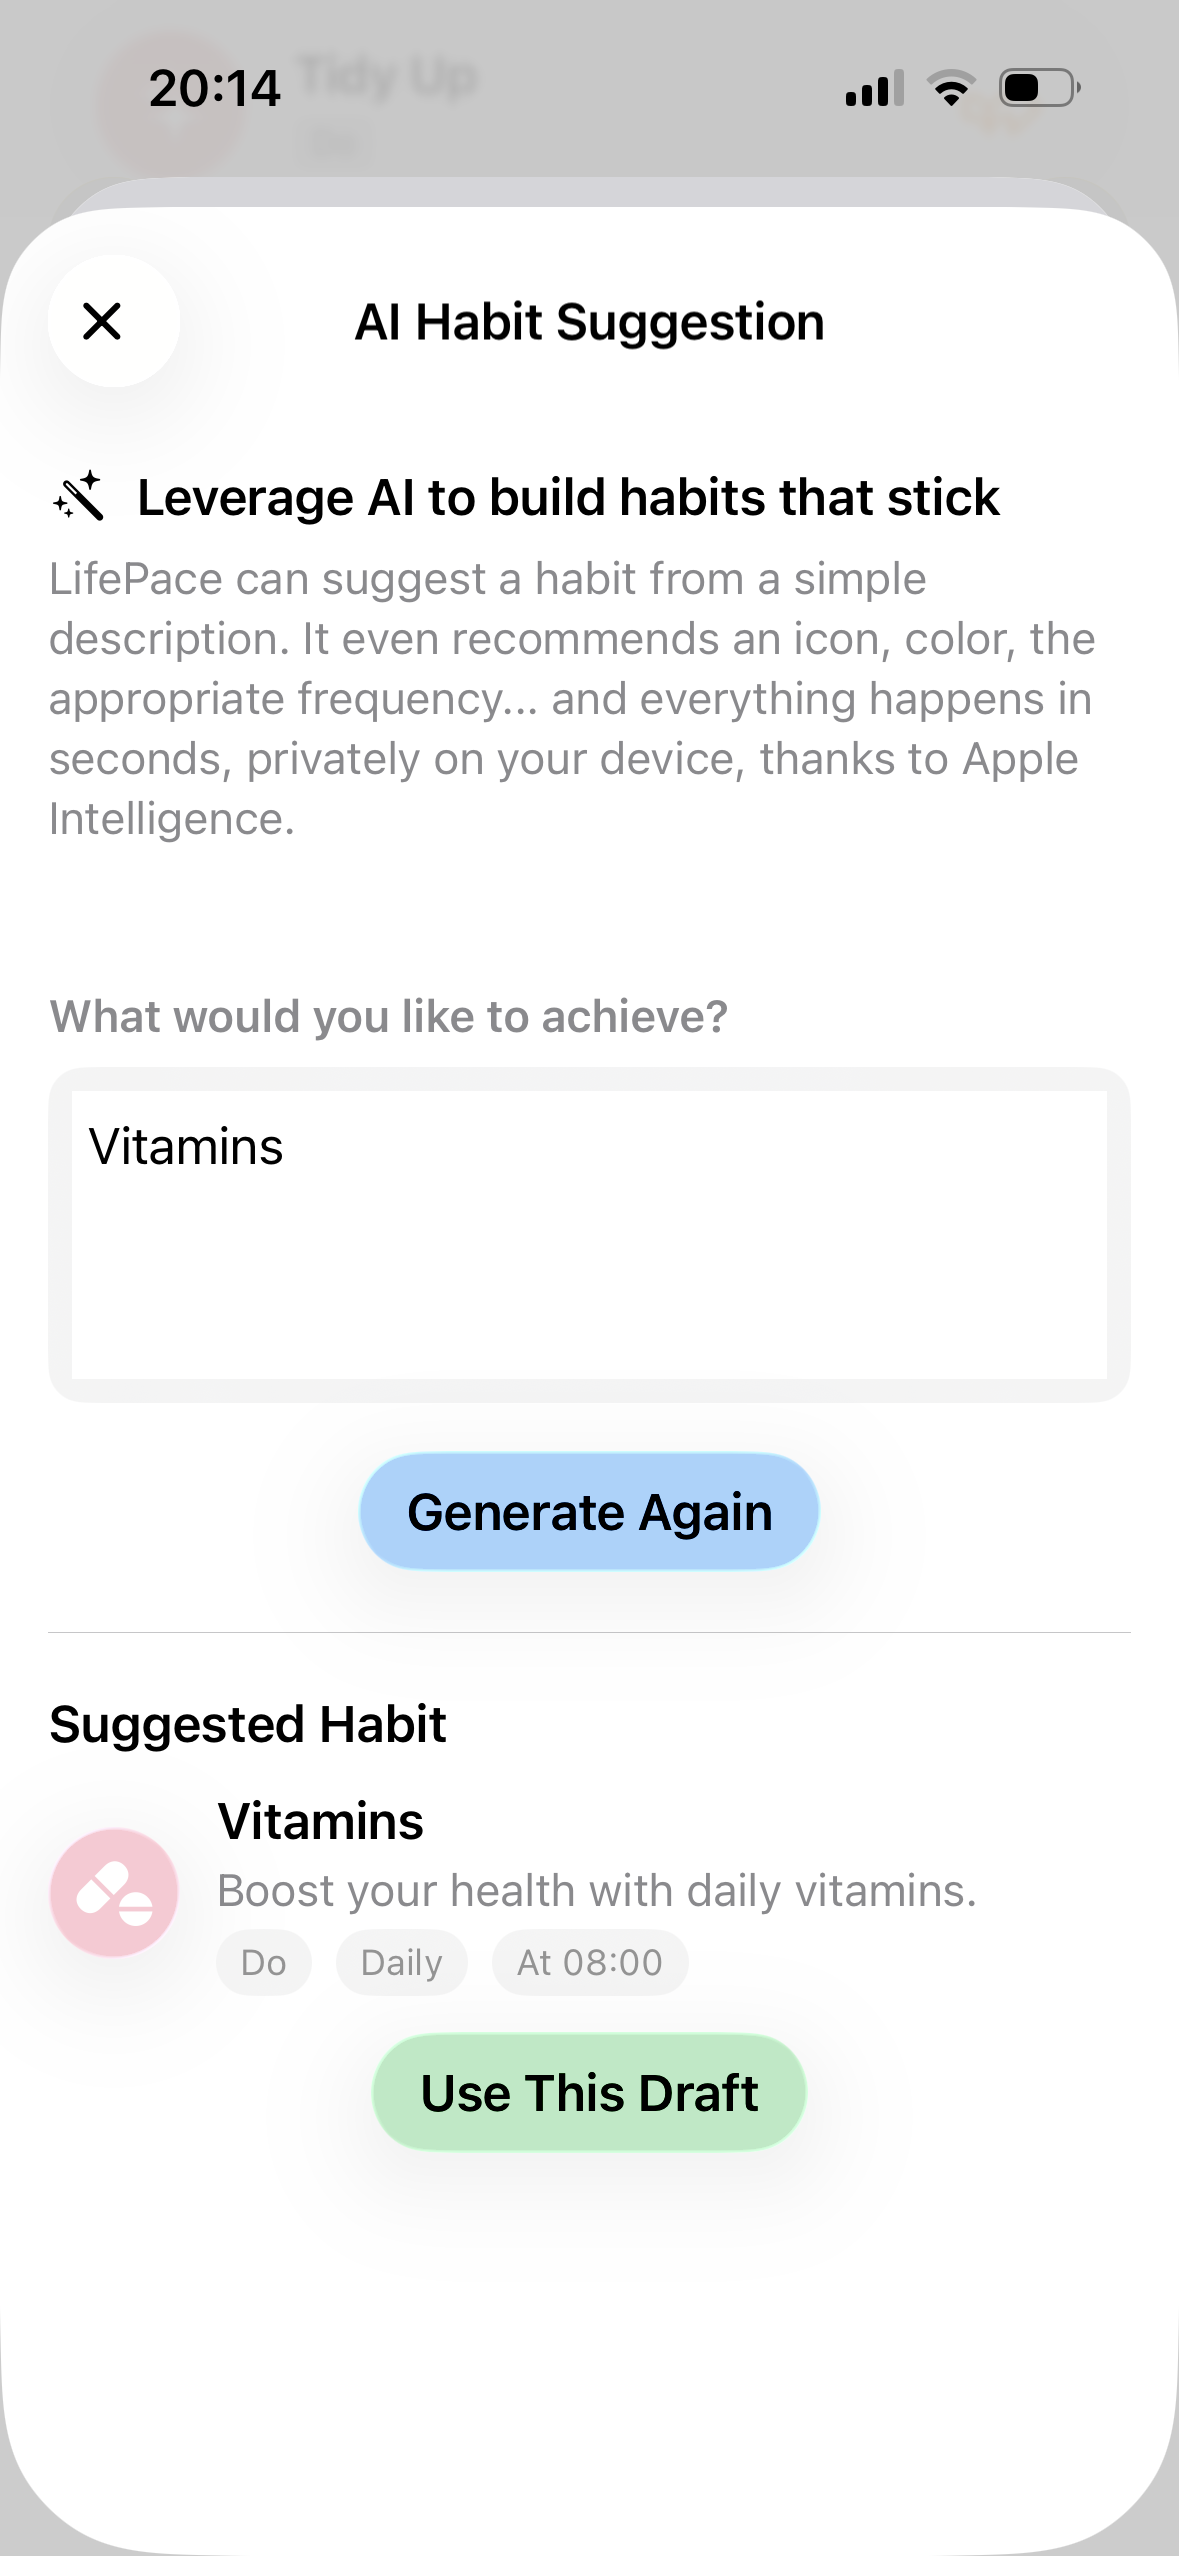 Tidy Up
20:14
Do
AI Habit Suggestion
Leverage AI to build habits that stick
LifePace can suggest a habit from a simple
description. It even recommends an icon, color, the
appropriate frequency... and everything happens in
seconds, privately on your device, thanks to Apple
Intelligence.
What would you like to achieve?
Vitamins
Generate Again
Suggested Habit
Vitamins
Boost your health with daily vitamins.
Do Daily At 08:00
Use This Draft